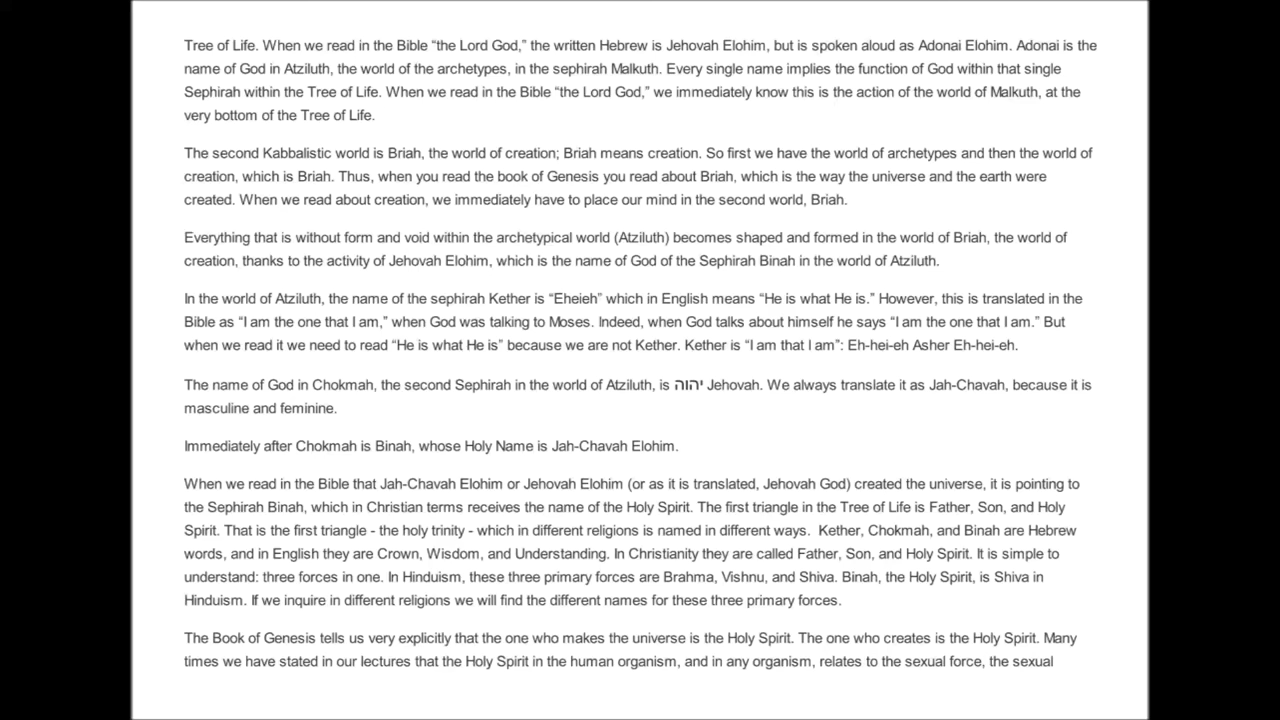 Tree of Life. When we read in the Bible “the Lord God,” the written Hebrew is Jehovah Elohim, but is spoken aloud as Adonai Elohim. Adonai is the
name of God in Atziluth, the world of the archetypes, in the sephirah Malkuth. Every single name implies the function of God within that single
Sephirah within the Tree of Life. When we read in the Bible “the Lord God,” we immediately know this is the action of the world of Malkuth, at the
very bottom of the Tree of Life.
The second Kabbalistic world is Briah, the world of creation; Briah means creation. So first we have the world of archetypes and then the world of
creation, which is Briah. Thus, when you read the book of Genesis you read about Briah, which is the way the universe and the earth were
created. When we read about creation, we immediately have to place our mind in the second world, Briah.
Everything that is without form and void within the archetypical world (Atziluth) becomes shaped and formed in the world of Briah, the world of
creation, thanks to the activity of Jehovah Elohim, which is the name of God of the Sephirah Binah in the world of Atziluth.
In the world of Atziluth, the name of the sephirah Kether is “Eheieh” which in English means “He is what He is.” However, this is translated in the
Bible as “I am the one that I am,” when God was talking to Moses. Indeed, when God talks about himself he says “I am the one that I am.” But
when we read it we need to read “He is what He is” because we are not Kether. Kether is “I am that I am”: Eh-hei-eh Asher Eh-hei-eh.
The name of God in Chokmah, the second Sephirah in the world of Atziluth, is יהוה Jehovah. We always translate it as Jah-Chavah, because it is
masculine and feminine.
Immediately after Chokmah is Binah, whose Holy Name is Jah-Chavah Elohim.
When we read in the Bible that Jah-Chavah Elohim or Jehovah Elohim (or as it is translated, Jehovah God) created the universe, it is pointing to
the Sephirah Binah, which in Christian terms receives the name of the Holy Spirit. The first triangle in the Tree of Life is Father, Son, and Holy
Spirit. That is the first triangle - the holy trinity - which in different religions is named in different ways.  Kether, Chokmah, and Binah are Hebrew
words, and in English they are Crown, Wisdom, and Understanding. In Christianity they are called Father, Son, and Holy Spirit. It is simple to
understand: three forces in one. In Hinduism, these three primary forces are Brahma, Vishnu, and Shiva. Binah, the Holy Spirit, is Shiva in
Hinduism. If we inquire in different religions we will find the different names for these three primary forces.
The Book of Genesis tells us very explicitly that the one who makes the universe is the Holy Spirit. The one who creates is the Holy Spirit. Many
times we have stated in our lectures that the Holy Spirit in the human organism, and in any organism, relates to the sexual force, the sexual